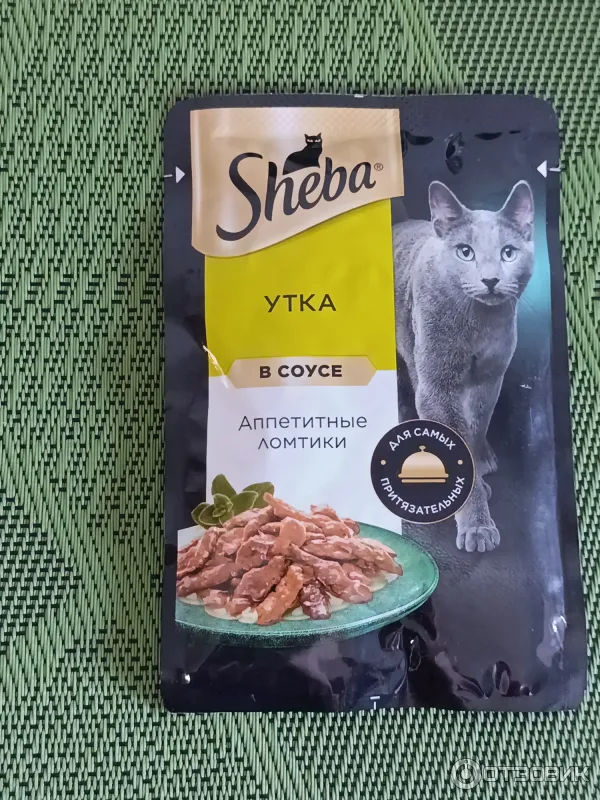 Sheba®
УТКА
В СОУСЕ
Аппетитные
ломтики
ДЛЯ САМЫХ
ПРИТЯЗАТЕЛЬНЫХ
ОТЗОВИК